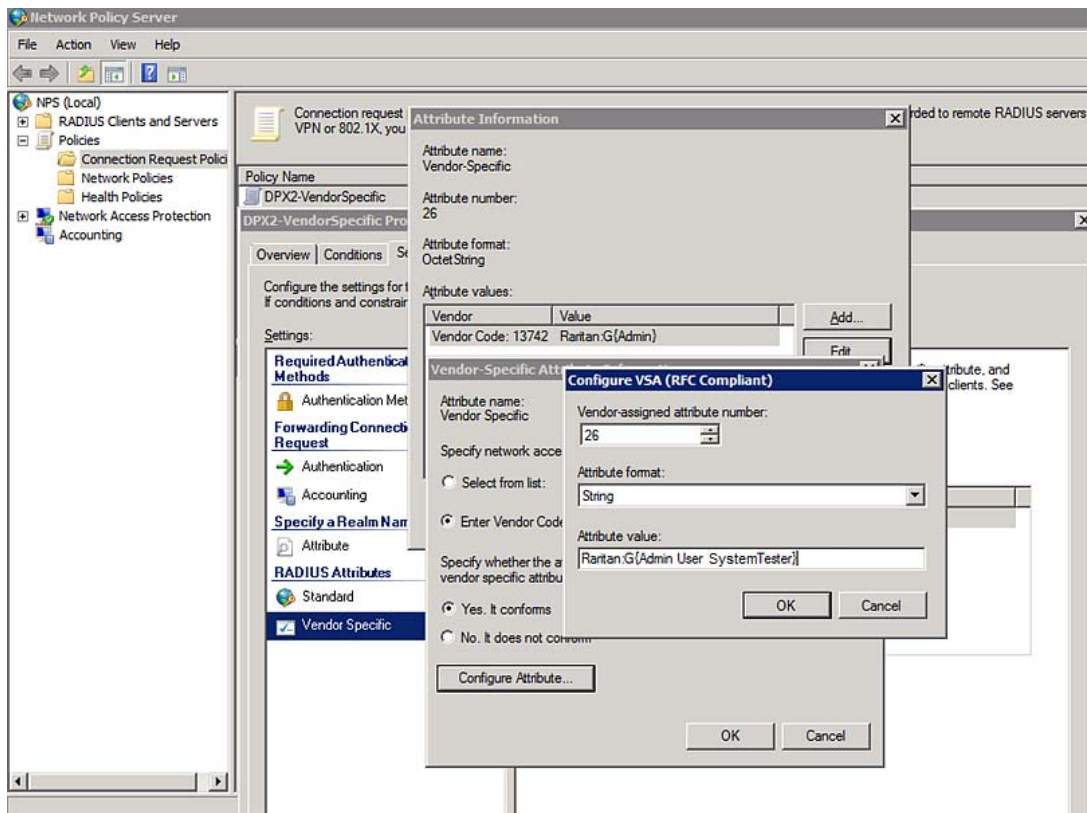 Network Policy Server
File Action View Help
NPS (Local)
RADIUS Clients and Servers
Policies
Connection Request Polici
Network Policies
Health Policies
Network Access Protection
Accounting
Connection request
VPN or 802.1X, you
rded to remote RADIUS servers
Policy Name
DPX2-VendorSpecific
DPX2-VendorSpecific Pro
Overview Conditions Se
Configure the settings for t
If conditions and constrair
Settings:
Required Authenticat
Methods
Authentication Met
Forwarding Connecti
Request
Authentication
Accounting
Specify a Realm Nam
Attribute
RADIUS Attributes
Standard
Vendor Specific
Attribute Information
Attribute name:
Vendor-Specific
Attribute number:
26
Attribute format:
OctetString
Attribute values:
Vendor Value
Vendor Code: 13742 Raritan:G{Admin}
Add...
Edit
ttribute, and
clients. See
Vendor-Specific Att
Attribute name:
Vendor Specific
Specify network acce
Select from list:
Enter Vendor Code
Specify whether the a
vendor specific attribu
Yes. It conforms
No. It does not conform
Configure Attribute...
OK Cancel
Configure VSA (RFC Compliant)
Vendor-assigned attribute number:
26
Attribute format:
String
Attribute value:
Raritan:G{Admin User SystemTester}
OK Cancel